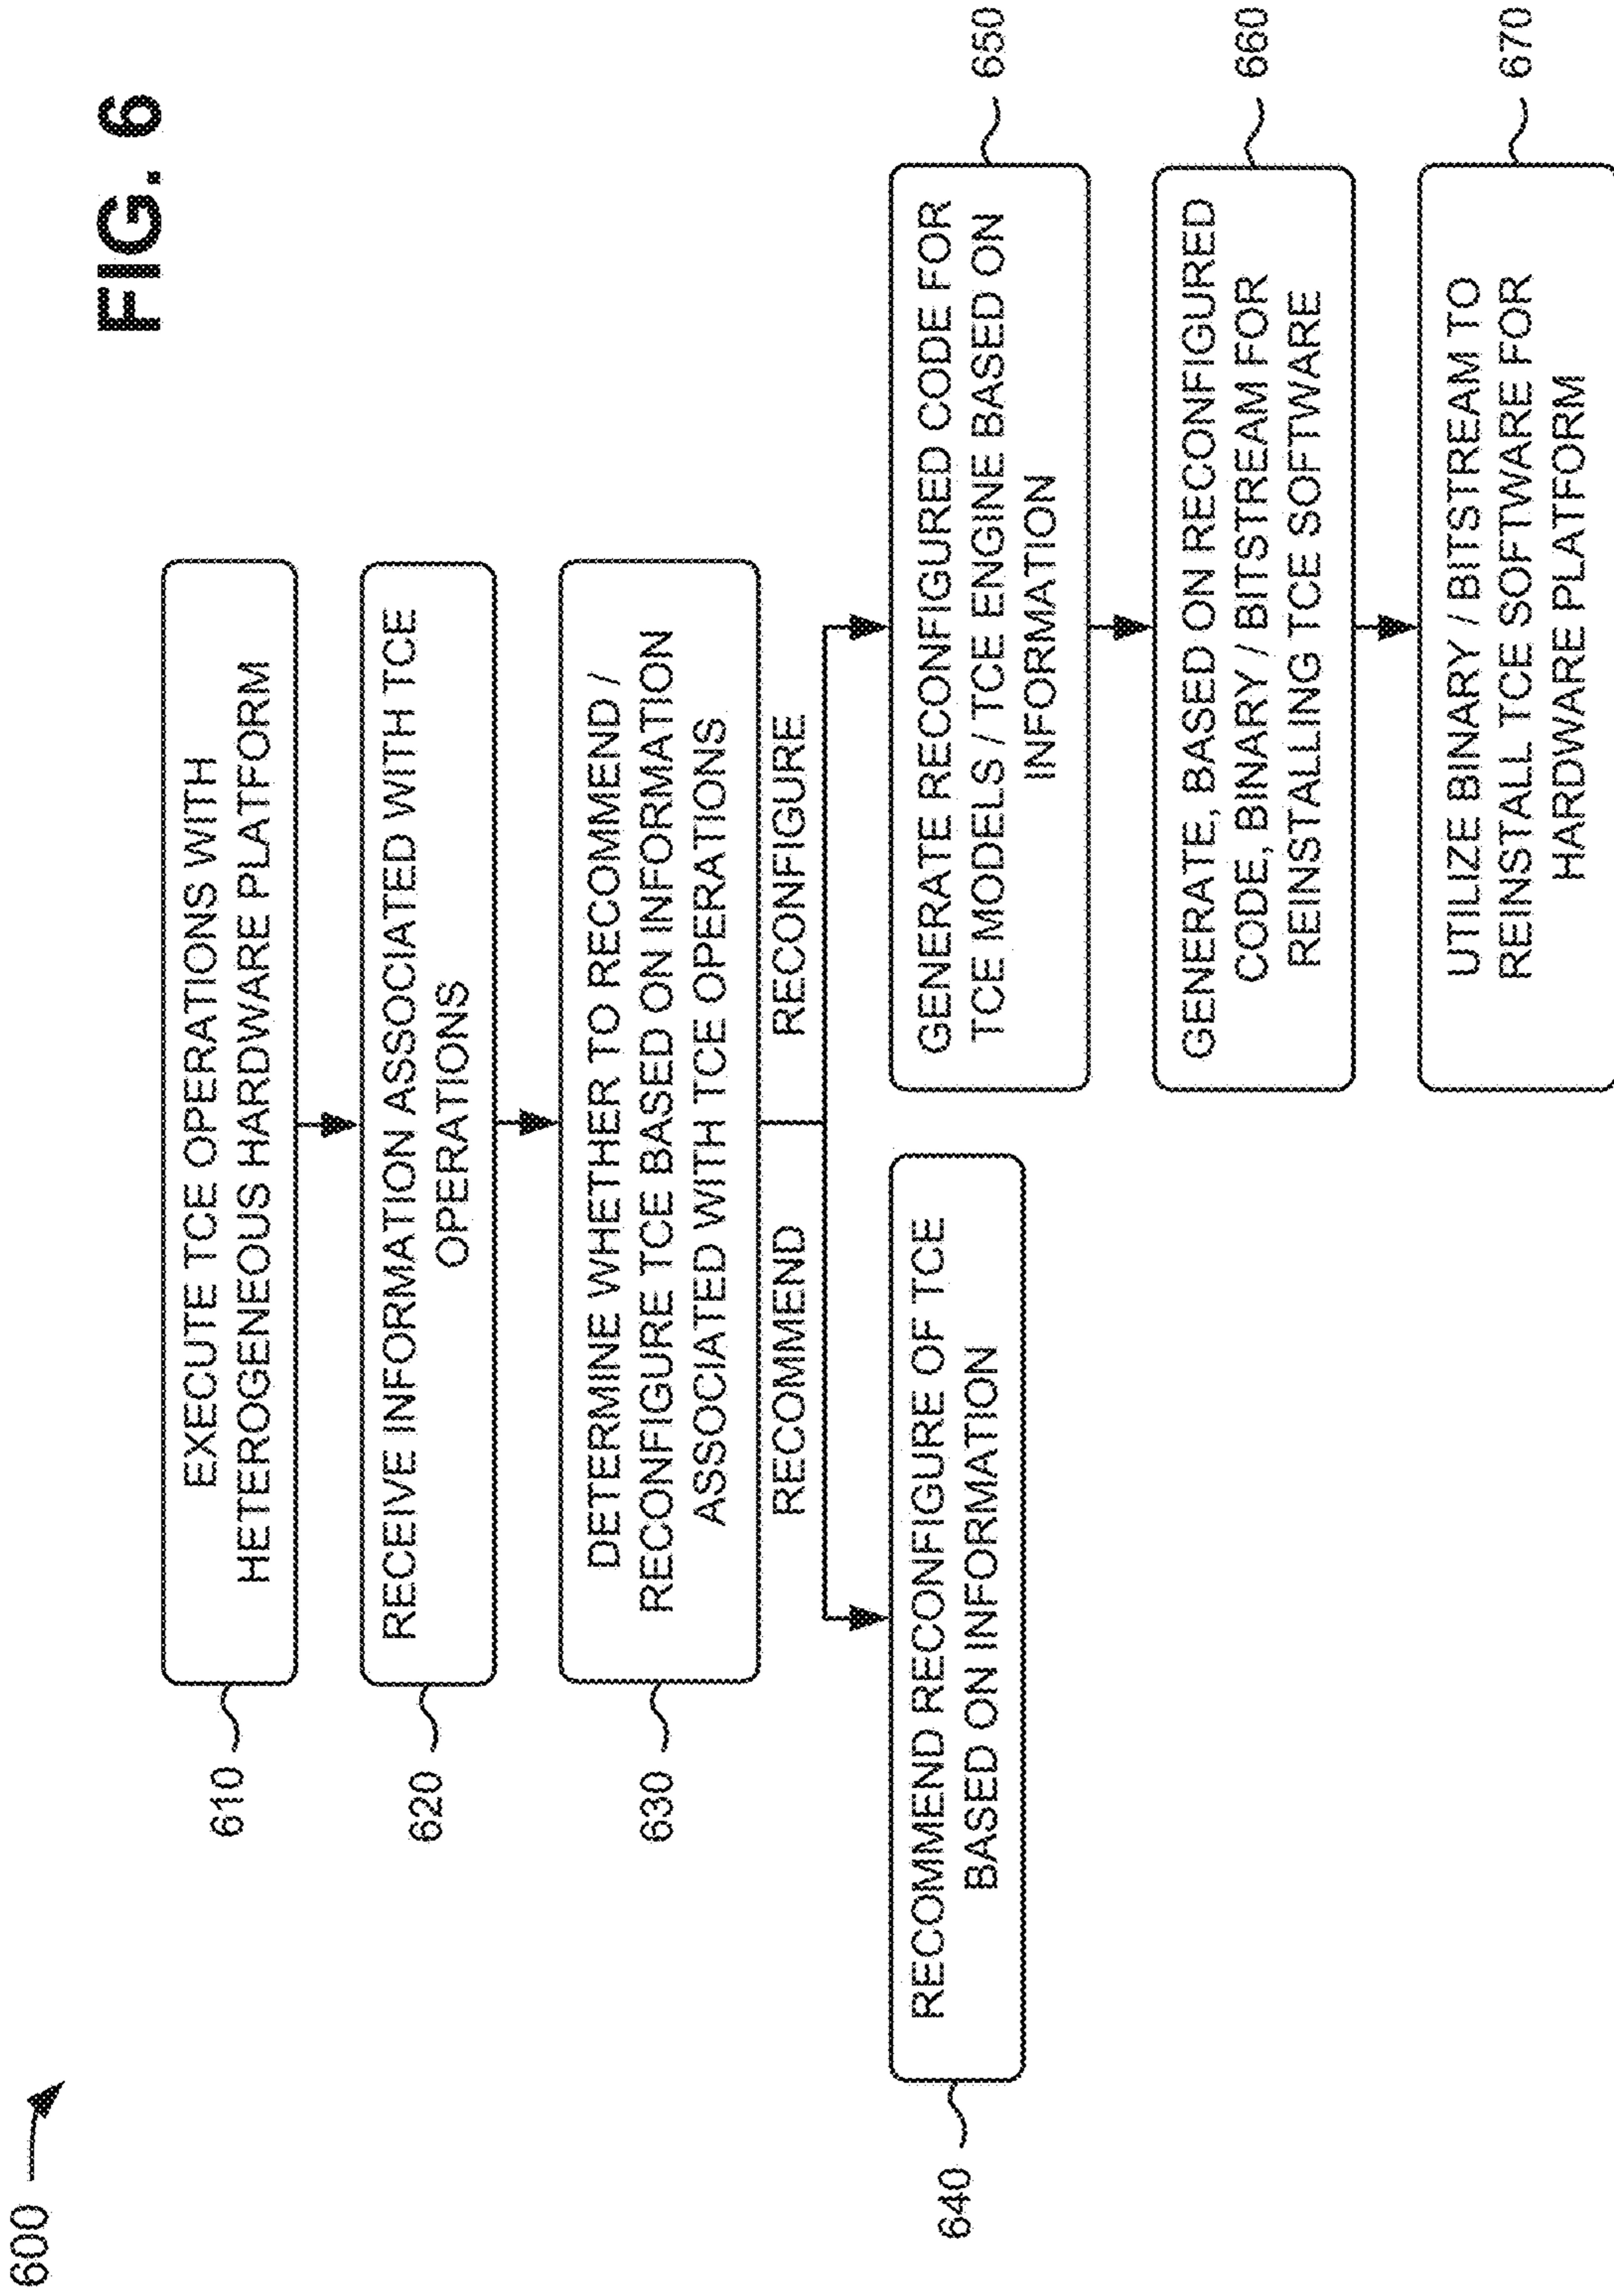 600
FIG. 6
610
EXECUTE TCE OPERATIONS WITH
HETEROGENEOUS HARDWARE PLATFORM
620
RECEIVE INFORMATION ASSOCIATED WITH TCE
OPERATIONS
630
DETERMINE WHETHER TO RECOMMEND /
RECONFIGURE TCE BASED ON INFORMATION
ASSOCIATED WITH TCE OPERATIONS
RECOMMEND
RECONFIGURE
640
RECOMMEND RECONFIGURE OF TCE
BASED ON INFORMATION
GENERATE RECONFIGURED CODE FOR
TCE MODELS / TCE ENGINE BASED ON
INFORMATION
650
GENERATE, BASED ON RECONFIGURED
CODE, BINARY / BITSTREAM FOR
REINSTALLING TCE SOFTWARE
660
UTILIZE BINARY / BITSTREAM TO
REINSTALL TCE SOFTWARE FOR
HARDWARE PLATFORM
670